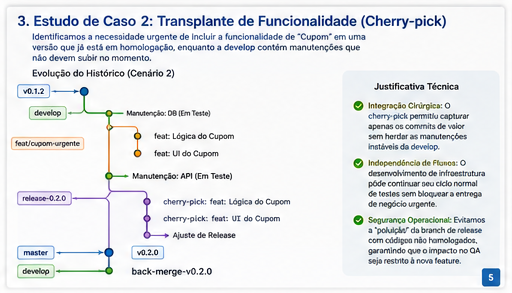 3. Estudo de Caso 2: Transplante de Funcionalidade (Cherry-pick)
Identificamos a necessidade urgente de incluir a funcionalidade de "Cupom" em uma
versão que já está em homologação, enquanto a develop contém manutenções que
não devem subir no momento.
Evolução do Histórico (Cenário 2)
v0.1.2
develop
Manutenção: DB (Em Teste)
feat/cupom-urgente
feat: Lógica do Cupom
feat: UI do Cupom
Manutenção: API (Em Teste)
release-0.2.0
cherry-pick: feat: Lógica do Cupom
cherry-pick: feat: UI do Cupom
Ajuste de Release
master
v0.2.0
develop
back-merge-v0.2.0
Justificativa Técnica
Integração Cirúrgica: O
cherry-pick permitiu capturar
apenas os commits de valor
sem herdar as manutenções
instáveis da develop.
Independência de Fluxos: O
desenvolvimento de infraestrutura
pôde continuar seu ciclo normal
de testes sem bloquear a entrega
de negócio urgente.
Segurança Operacional: Evitamos
a "poluição" da branch de release
com códigos não homologados,
garantindo que o impacto no QA
seja restrito à nova feature.
5